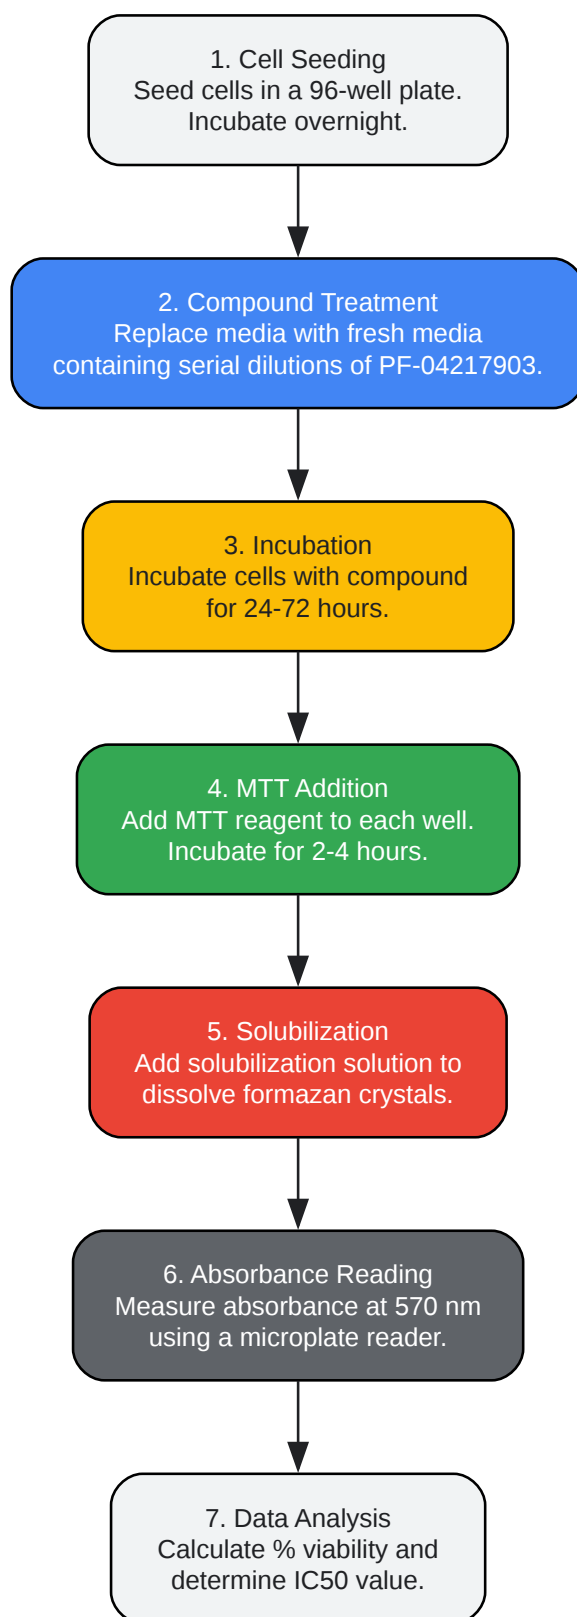 1. Cell Seeding
Seed cells in a 96-well plate.
Incubate overnight.
2. Compound Treatment
Replace media with fresh media
containing serial dilutions of PF-04217903.
3. Incubation
Incubate cells with compound
for 24-72 hours.
4. MTT Addition
Add MTT reagent to each well.
Incubate for 2-4 hours.
5. Solubilization
Add solubilization solution to
dissolve formazan crystals.
6. Absorbance Reading
Measure absorbance at 570 nm
using a microplate reader.
7. Data Analysis
Calculate % viability and
determine IC50 value.